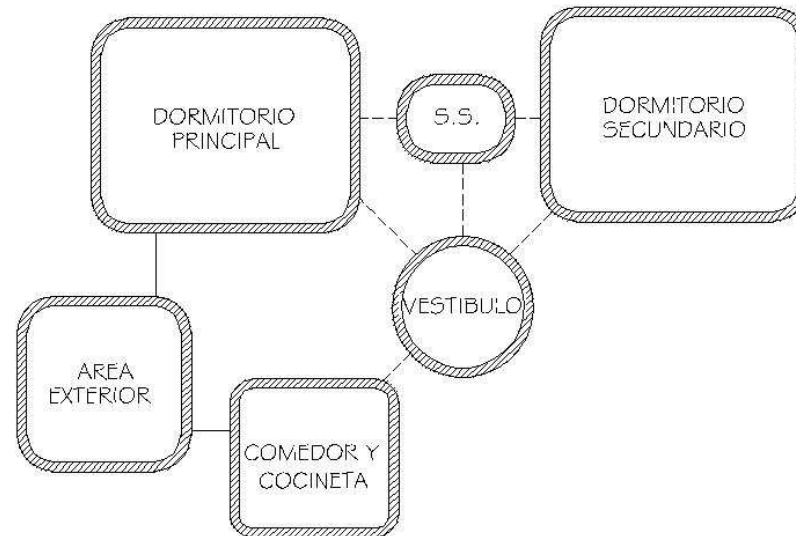 DORMITORIO
PRINCIPAL
S.S.
DORMITORIO
SECUNDARIO
VESTIBULO
AREA
EXTERIOR
COMEDOR Y
COCINETA